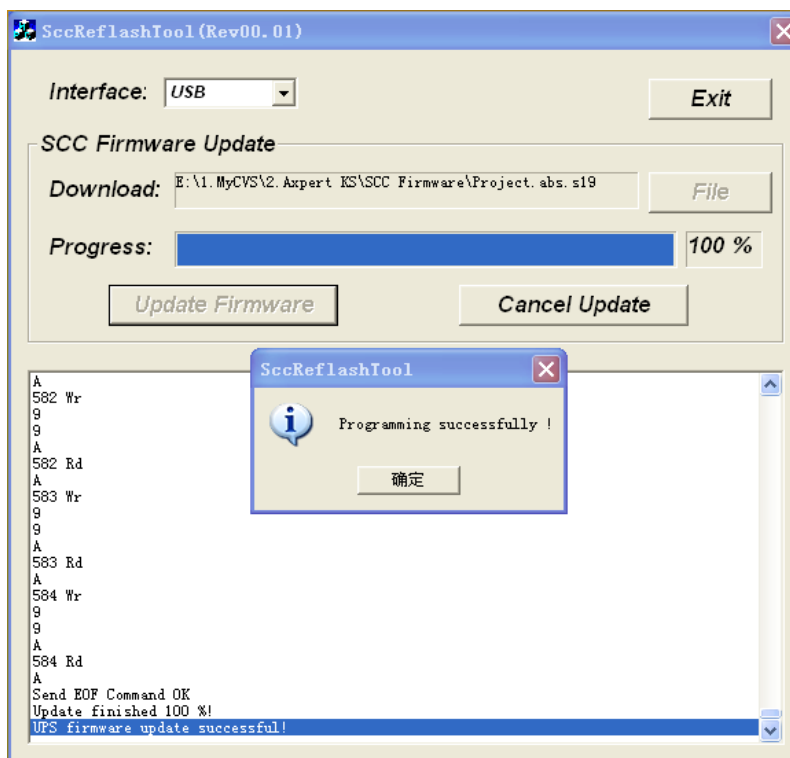 SccReflashTool(Rev00.01)
Interface: USB
Exit
SCC Firmware Update
Download: E:\1.MyCVS\2.Axpert KS\SCC Firmware\Project.abs.s19
File
Progress: 100 %
Update Firmware
Cancel Update
SccReflashTool
Programming successfully !
确定
A
582 Wr
9
9
A
582 Rd
A
583 Wr
9
9
A
583 Rd
A
584 Wr
9
9
A
584 Rd
A
Send EOF Command OK
Update finished 100 %!
UPS firmware update successful!